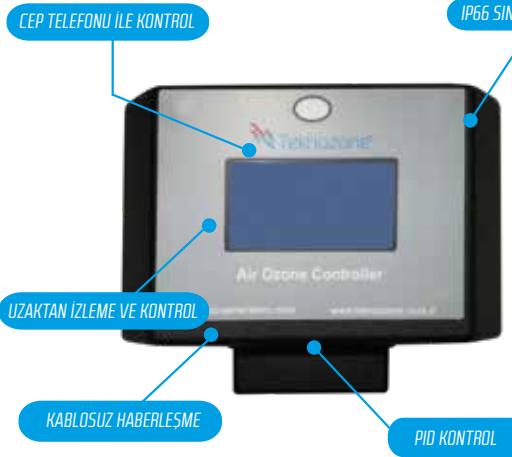 CEP TELEFONU İLE KONTROL
IP66 SIN
Teknozone
Air Ozone Controller
UZAKTAN İZLEME VE KONTROL
KABLOSUZ HABERLEŞME
PID KONTROL